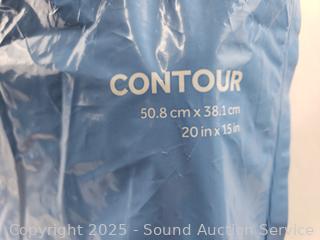 CONTOUR
50.8 cm x 38.1 cm
20 in x 15 in
Copyright 2025 - Sound Auction Service